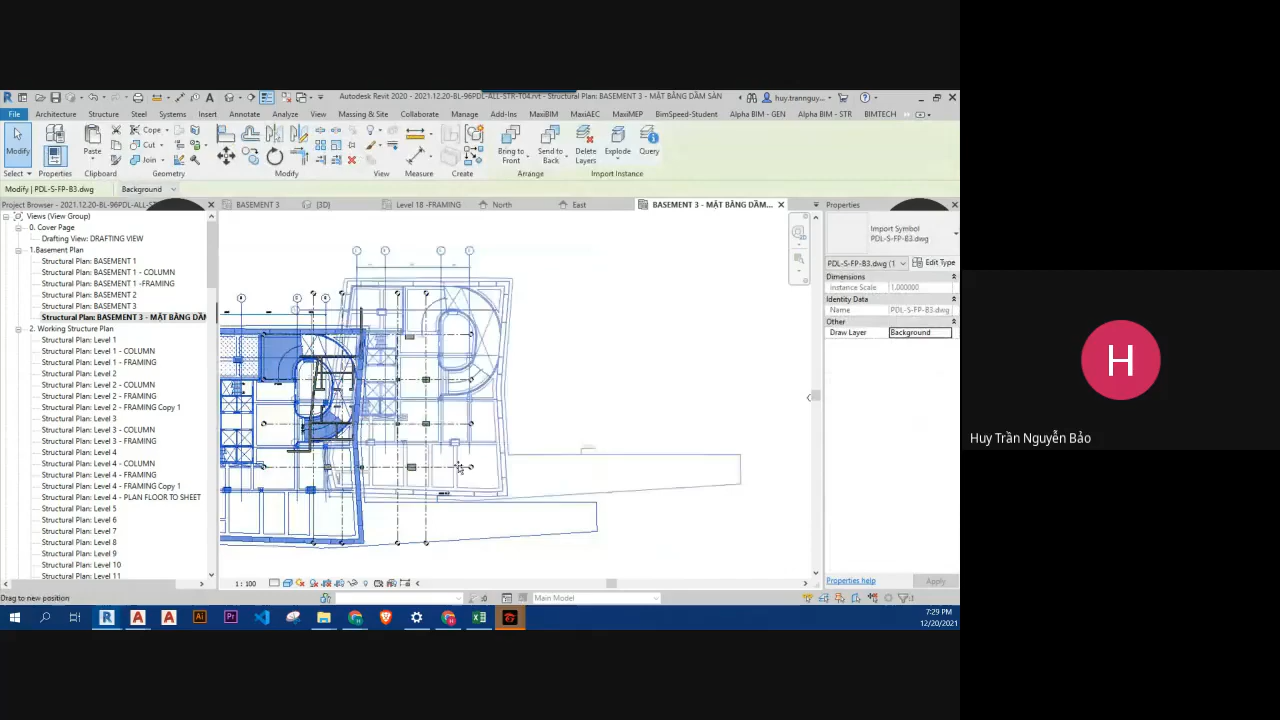 Autodesk Revit 2020 - 2021.12.20-BL-96PDL-ALL-STR-T04.rvt - Structural Plan: BASEMENT 3 - MẶT BẰNG DẦM SÀN
huy.trannguy...
File Architecture Structure Steel Systems Insert Annotate Analyze View Massing & Site Collaborate Manage Add-Ins MaxiBIM MaxiAEC MaxiMEP BimSpeed-Student Alpha BIM - GEN Alpha BIM - STR BIMTECH
Modify Paste Cope Cut Join Bring to Front Send to Back Delete Layers Explode Query
Select Properties Clipboard Geometry Modify View Measure Create Arrange Import Instance
Modify | PDL-S-FP-B3.dwg Background
Project Browser - 2021.12.20-BL-96PDL-ALL-ST
BASEMENT 3 {3D} Level 18 -FRAMING North East BASEMENT 3 - MẶT BẰNG DẦM...
Properties
Views (View Group)
0. Cover Page
Drafting View: DRAFTING VIEW
1.Basement Plan
Structural Plan: BASEMENT 1
Structural Plan: BASEMENT 1 - COLUMN
Structural Plan: BASEMENT 1 -FRAMING
Structural Plan: BASEMENT 2
Structural Plan: BASEMENT 3
Structural Plan: BASEMENT 3 - MẶT BẰNG DẦM
2. Working Structure Plan
Structural Plan: Level 1
Structural Plan: Level 1 - COLUMN
Structural Plan: Level 1 - FRAMING
Structural Plan: Level 2
Structural Plan: Level 2 - COLUMN
Structural Plan: Level 2 - FRAMING
Structural Plan: Level 2 - FRAMING Copy 1
Structural Plan: Level 3
Structural Plan: Level 3 - COLUMN
Structural Plan: Level 3 - FRAMING
Structural Plan: Level 4
Structural Plan: Level 4 - COLUMN
Structural Plan: Level 4 - FRAMING
Structural Plan: Level 4 - FRAMING Copy 1
Structural Plan: Level 4 - PLAN FLOOR TO SHEET
Structural Plan: Level 5
Structural Plan: Level 6
Structural Plan: Level 7
Structural Plan: Level 8
Structural Plan: Level 9
Structural Plan: Level 10
Structural Plan: Level 11
Import Symbol
PDL-S-FP-B3.dwg
PDL-S-FP-B3.dwg (1 Edit Type
Dimensions
Instance Scale 1.000000
Identity Data
Name PDL-S-FP-B3.dwg
Other
Draw Layer Background
Properties help Apply
1 : 100
Drag to new position :0 Main Model :1
7:29 PM
12/20/2021
H
Huy Trần Nguyễn Bảo